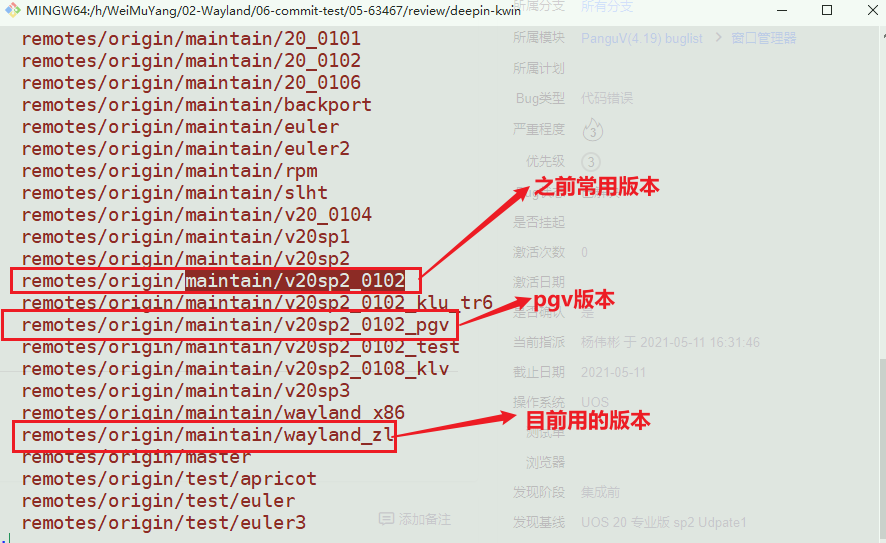 MINGW64:/h/WeiMuYang/02-Wayland/06-commit-test/05-63467/review/deepin-kwin
remotes/origin/maintain/20_0101
remotes/origin/maintain/20_0102
remotes/origin/maintain/20_0106
remotes/origin/maintain/backport
remotes/origin/maintain/euler
remotes/origin/maintain/euler2
remotes/origin/maintain/rpm
remotes/origin/maintain/slht
remotes/origin/maintain/v20_0104
remotes/origin/maintain/v20sp1
remotes/origin/maintain/v20sp2
remotes/origin/maintain/v20sp2_0102
remotes/origin/maintain/v20sp2_0102_klu_tr6
remotes/origin/maintain/v20sp2_0102_pgv
remotes/origin/maintain/v20sp2_0102_test
remotes/origin/maintain/v20sp2_0108_klv
remotes/origin/maintain/v20sp3
remotes/origin/maintain/wayland_x86
remotes/origin/maintain/wayland_zl
remotes/origin/master
remotes/origin/test/apricot
remotes/origin/test/euler
remotes/origin/test/euler3
之前常用版本
pgv版本
目前用的版本
所属分支 所有分支
所属模块 PanguV(4.19) buglist > 窗口管理器
所属计划
Bug类型 代码错误
严重程度 3
优先级 3
是否挂起
激活次数 0
激活日期
是否确认 是
当前指派 杨伟彬 于 2021-05-11 16:31:46
截止日期 2021-05-11
操作系统 UOS
测试单
浏览器
发现阶段 集成前
发现基线 UOS 20 专业版 sp2 Udpate1
添加备注